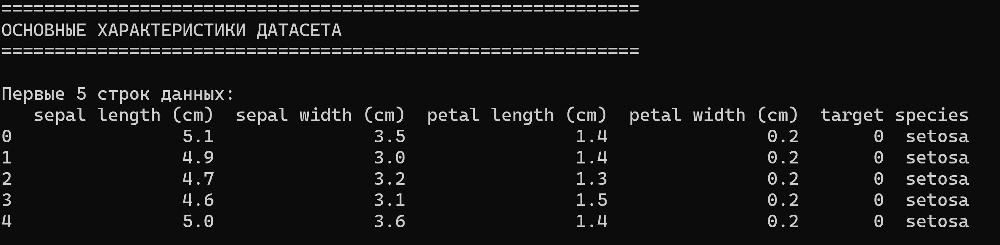 ============================================================
ОСНОВНЫЕ ХАРАКТЕРИСТИКИ ДАТАСЕТА
============================================================

Первые 5 строк данных:
   sepal length (cm)  sepal width (cm)  petal length (cm)  petal width (cm)  target species
0                5.1               3.5                1.4               0.2       0  setosa
1                4.9               3.0                1.4               0.2       0  setosa
2                4.7               3.2                1.3               0.2       0  setosa
3                4.6               3.1                1.5               0.2       0  setosa
4                5.0               3.6                1.4               0.2       0  setosa